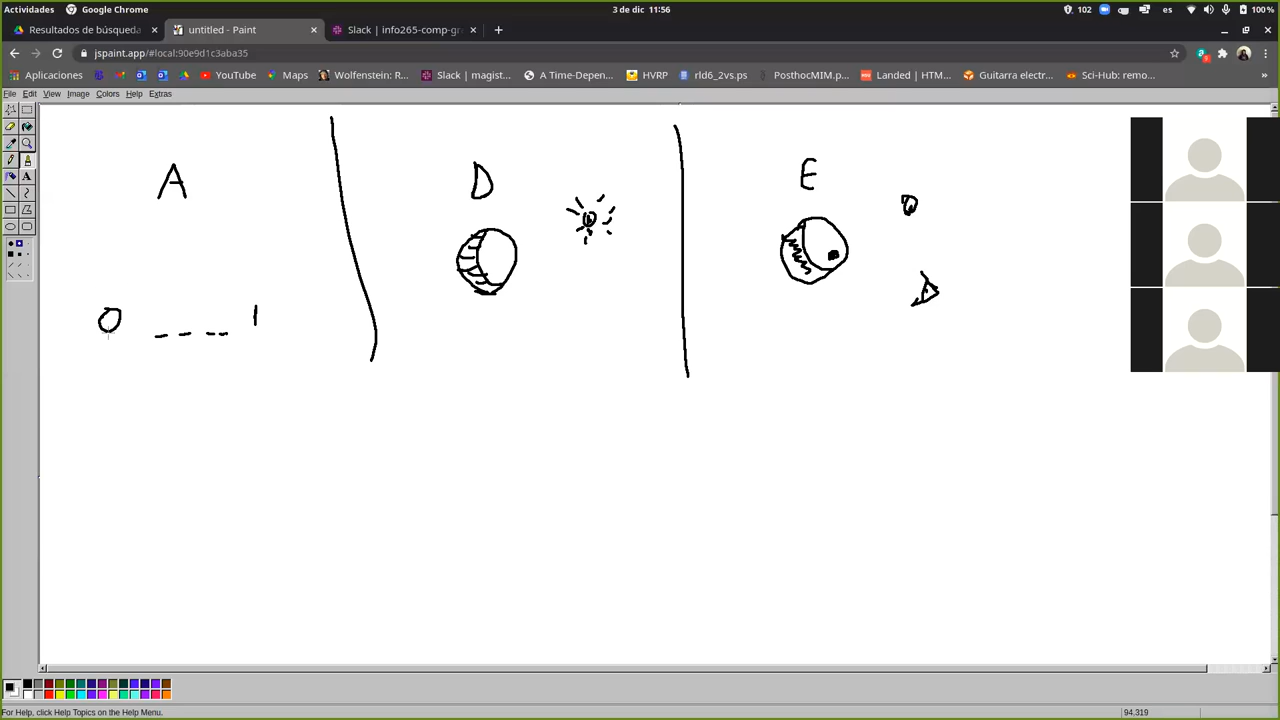 Actividades
Google Chrome
3 de dic 11:56
102
es
100%
Resultados de búsqueda
untitled - Paint
Slack | info265-comp-gr
jspaint.app/#local:90e9d1c3aba35
Aplicaciones
YouTube
Maps
Wolfenstein: R...
Slack | magist...
A Time-Depen...
HVRP
rld6_2vs.ps
PosthocMIM.p...
Landed | HTM...
Guitarra electr...
Sci-Hub: remo...
»
File Edit View Image Colors Help Extras
A
D
E
0 _ _ _ _ 1
For Help, click Help Topics on the Help Menu.
94,319